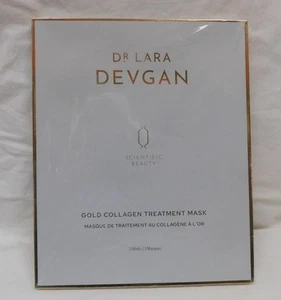 DR LARA
DEVGAN
SCIENTIFIC
BEAUTY
GOLD COLLAGEN TREATMENT MASK
MASQUE DE TRAITEMENT AU COLLAGÈNE À L'OR